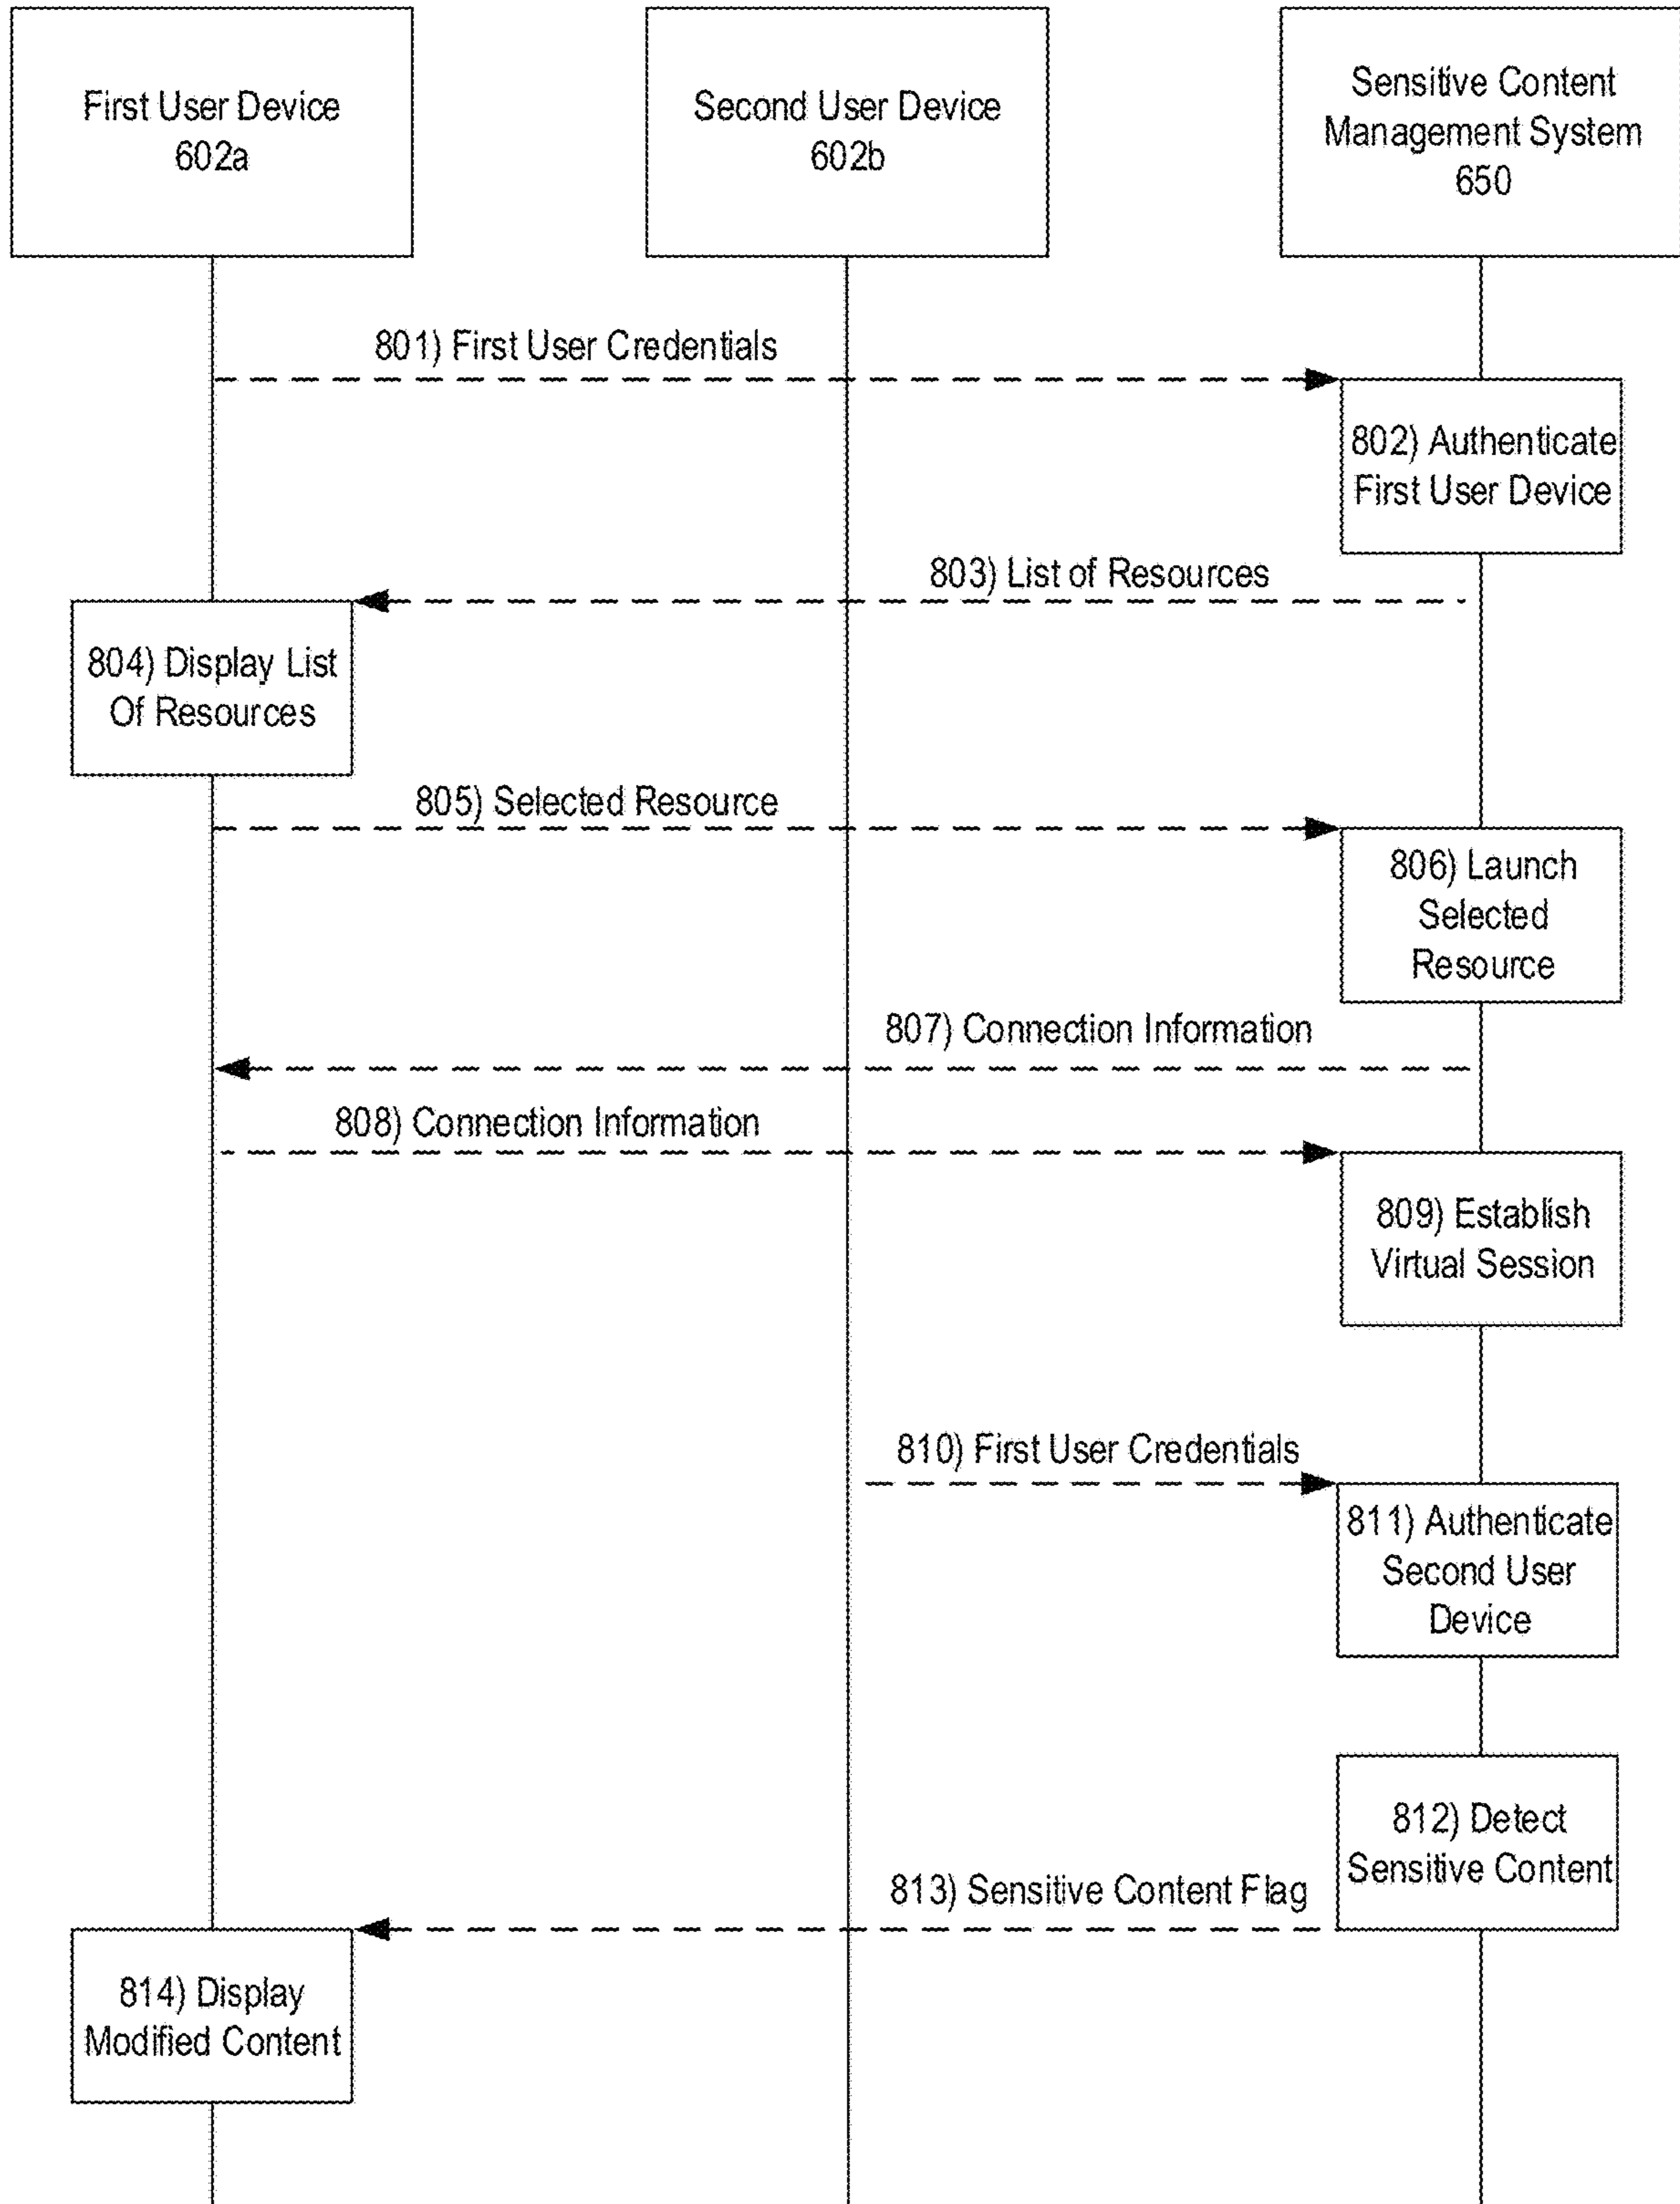 First User Device
602a
Second User Device
602b
Sensitive Content
Management System
650
801) First User Credentials
802) Authenticate
First User Device
803) List of Resources
804) Display List
Of Resources
805) Selected Resource
806) Launch
Selected
Resource
807) Connection Information
808) Connection Information
809) Establish
Virtual Session
810) First User Credentials
811) Authenticate
Second User
Device
812) Detect
Sensitive Content
813) Sensitive Content Flag
814) Display
Modified Content